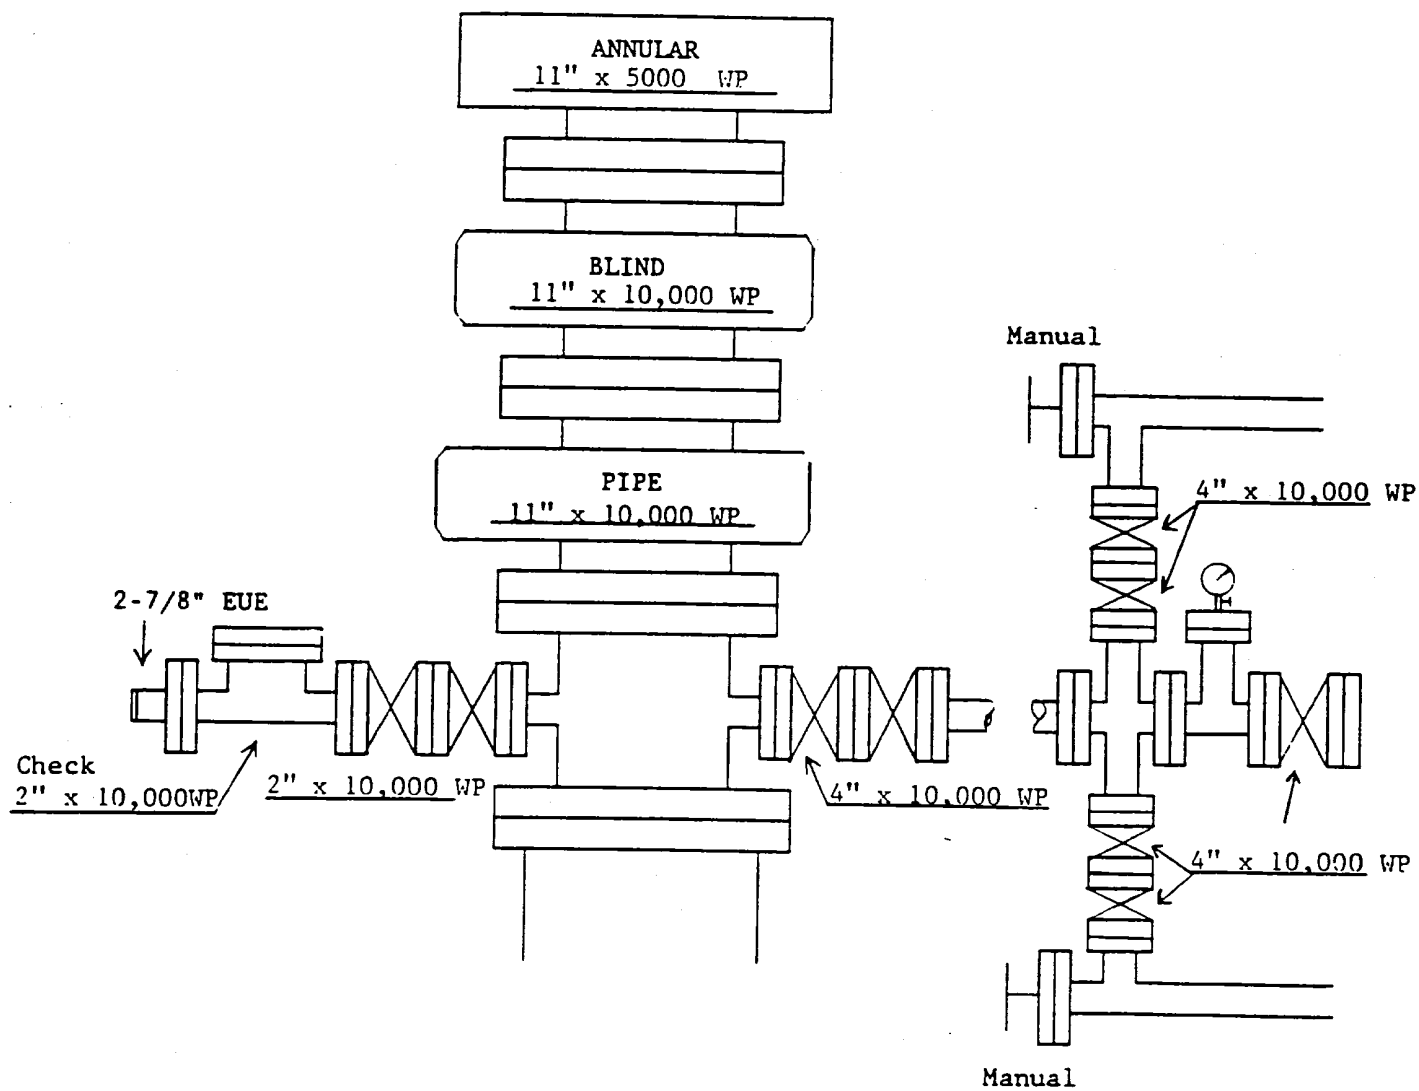 ANNULAR
11" x 5000 WP
BLIND
11" x 10,000 WP
PIPE
11" x 10,000 WP
Manual
4" x 10,000 WP
2-7/8" EUE
Check
2" x 10,000WP
2" x 10,000 WP
4" x 10,000 WP
4" x 10,000 WP
Manual